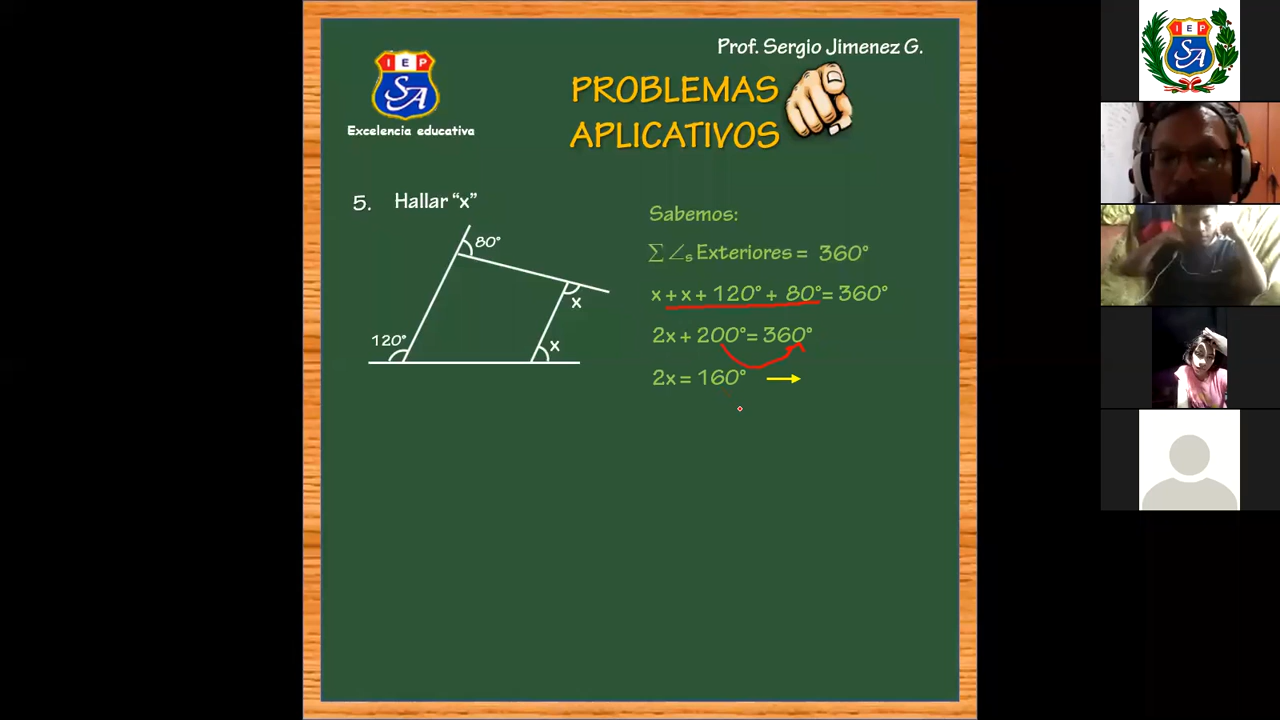 Prof. Sergio Jimenez G.
I E P
SA
Excelencia educativa
PROBLEMAS
APLICATIVOS
5. Hallar “x”
80°
x
120°
x
Sabemos:
∑ ∠s Exteriores = 360°
x + x + 120° + 80° = 360°
2x + 200° = 360°
2x = 160° →
I E P
SA